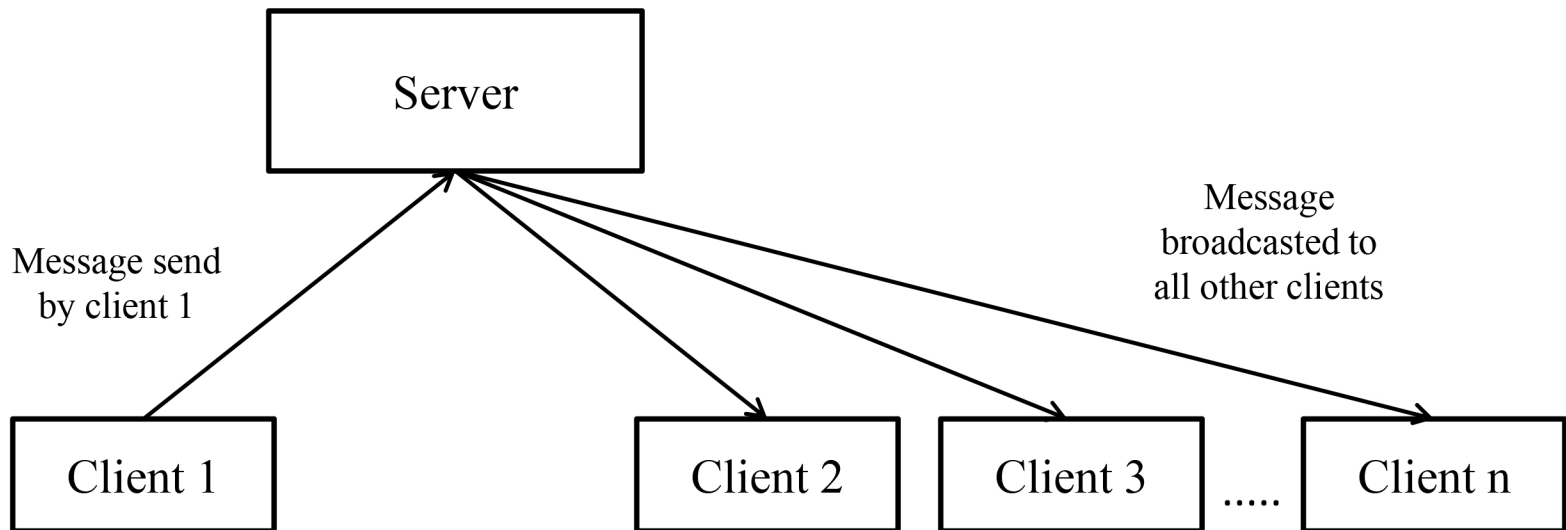 Server
Message send
by client 1
Message
broadcasted to
all other clients
Client 1
Client 2
Client 3
.....
Client n